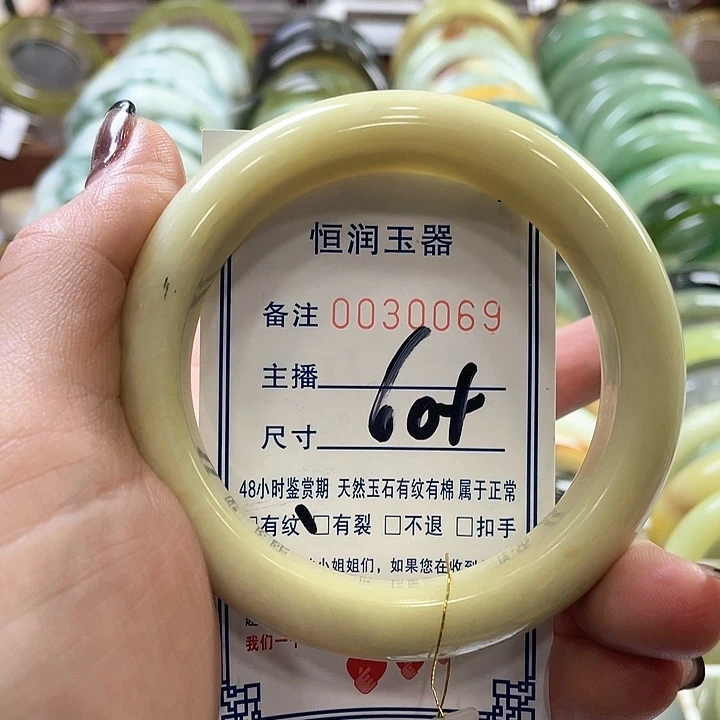 恒润玉器
备注 0030069
主播
尺寸 60+
48小时鉴赏期 天然玉石有纹有棉属于正常
□有纹 □有裂 □不退 □扣手
小姐姐们，如果您在收到
我们一